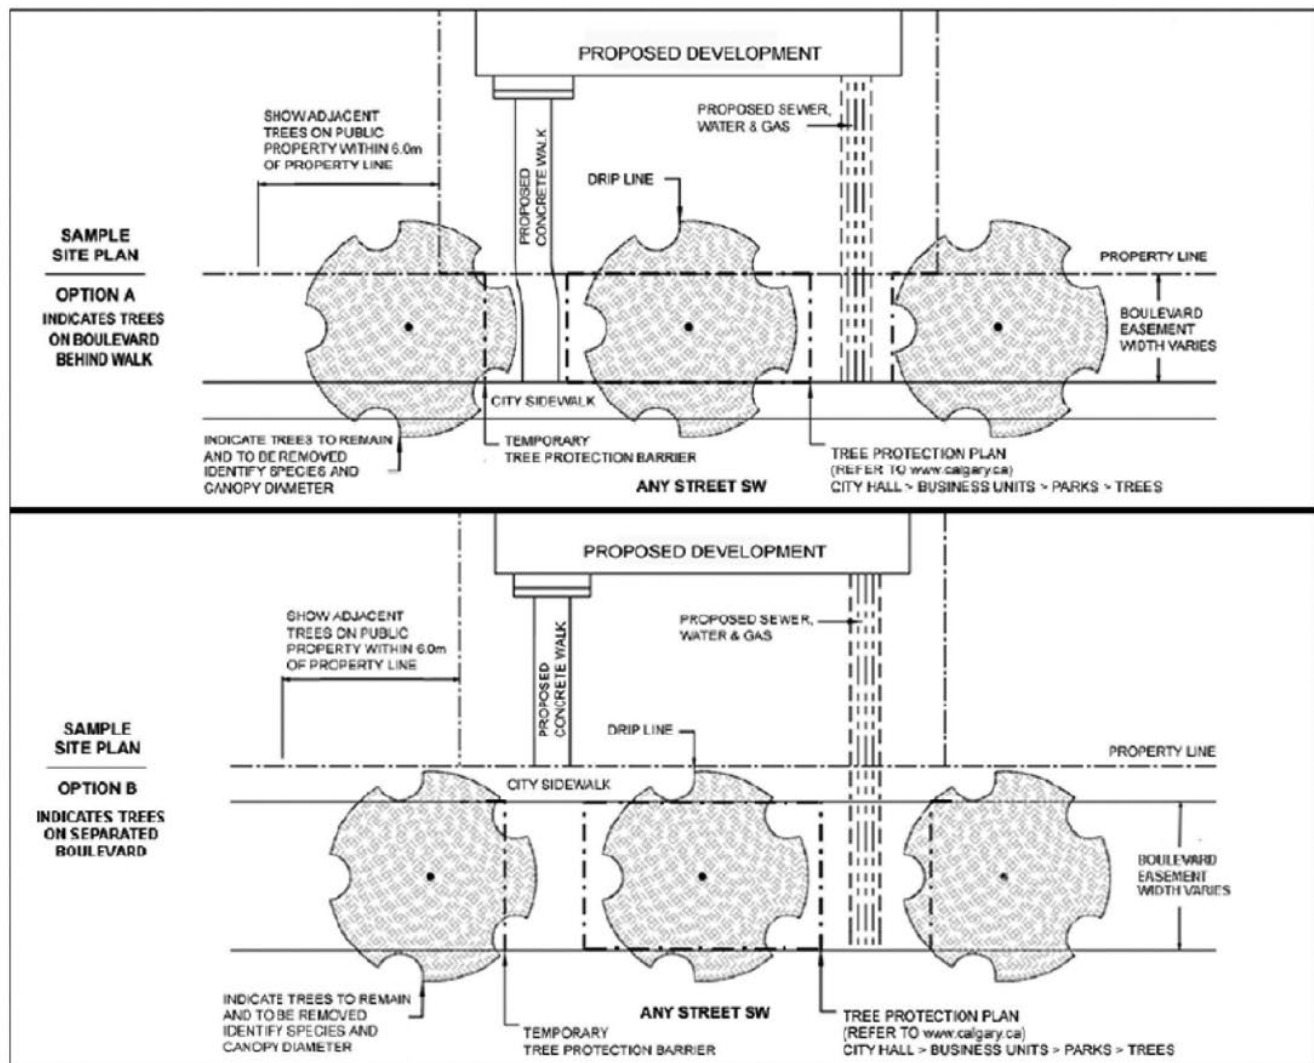 PROPOSED DEVELOPMENT
SHOW ADJACENT
TREES ON PUBLIC
PROPERTY WITHIN 6.0m
OF PROPERTY LINE
PROPOSED
CONCRETE WALK
PROPOSED SEWER,
WATER & GAS
DRIP LINE
SAMPLE
SITE PLAN
OPTION A
INDICATES TREES
ON BOULEVARD
BEHIND WALK
PROPERTY LINE
BOULEVARD
EASEMENT
WIDTH VARIES
CITY SIDEWALK
INDICATE TREES TO REMAIN
AND TO BE REMOVED
IDENTIFY SPECIES AND
CANOPY DIAMETER
TEMPORARY
TREE PROTECTION BARRIER
ANY STREET SW
TREE PROTECTION PLAN
(REFER TO www.calgary.ca)
CITY HALL > BUSINESS UNITS > PARKS > TREES
PROPOSED DEVELOPMENT
SHOW ADJACENT
TREES ON PUBLIC
PROPERTY WITHIN 6.0m
OF PROPERTY LINE
PROPOSED
CONCRETE WALK
PROPOSED SEWER,
WATER & GAS
DRIP LINE
SAMPLE
SITE PLAN
OPTION B
INDICATES TREES
ON SEPARATED
BOULEVARD
PROPERTY LINE
CITY SIDEWALK
BOULEVARD
EASEMENT
WIDTH VARIES
INDICATE TREES TO REMAIN
AND TO BE REMOVED
IDENTIFY SPECIES AND
CANOPY DIAMETER
TEMPORARY
TREE PROTECTION BARRIER
ANY STREET SW
TREE PROTECTION PLAN
(REFER TO www.calgary.ca)
CITY HALL > BUSINESS UNITS > PARKS > TREES